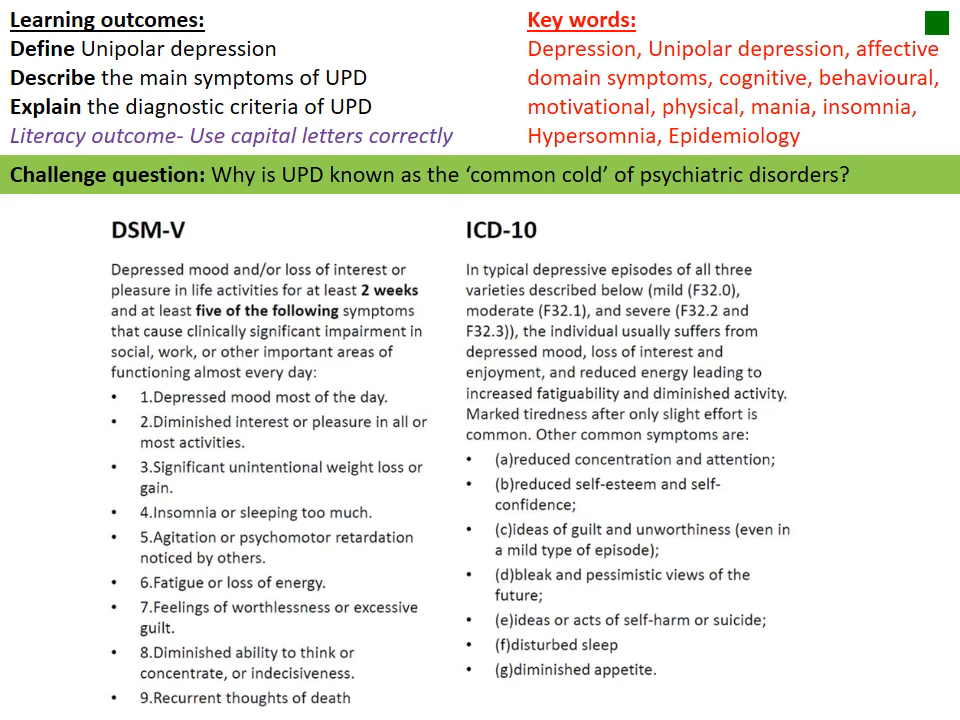 Learning outcomes:
Define Unipolar depression
Describe the main symptoms of UPD
Explain the diagnostic criteria of UPD
Literacy outcome- Use capital letters correctly
Key words:
Depression, Unipolar depression, affective
domain symptoms, cognitive, behavioural,
motivational, physical, mania, insomnia,
Hypersomnia, Epidemiology
Challenge question: Why is UPD known as the ‘common cold’ of psychiatric disorders?
DSM-V
Depressed mood and/or loss of interest or
pleasure in life activities for at least 2 weeks
and at least five of the following symptoms
that cause clinically significant impairment in
social, work, or other important areas of
functioning almost every day:
• 1.Depressed mood most of the day.
• 2.Diminished interest or pleasure in all or
most activities.
• 3.Significant unintentional weight loss or
gain.
• 4.Insomnia or sleeping too much.
• 5.Agitation or psychomotor retardation
noticed by others.
• 6.Fatigue or loss of energy.
• 7.Feelings of worthlessness or excessive
guilt.
• 8.Diminished ability to think or
concentrate, or indecisiveness.
• 9.Recurrent thoughts of death
ICD-10
In typical depressive episodes of all three
varieties described below (mild (F32.0),
moderate (F32.1), and severe (F32.2 and
F32.3)), the individual usually suffers from
depressed mood, loss of interest and
enjoyment, and reduced energy leading to
increased fatiguability and diminished activity.
Marked tiredness after only slight effort is
common. Other common symptoms are:
• (a)reduced concentration and attention;
• (b)reduced self-esteem and self-
confidence;
• (c)ideas of guilt and unworthiness (even in
a mild type of episode);
• (d)bleak and pessimistic views of the
future;
• (e)ideas or acts of self-harm or suicide;
• (f)disturbed sleep
• (g)diminished appetite.